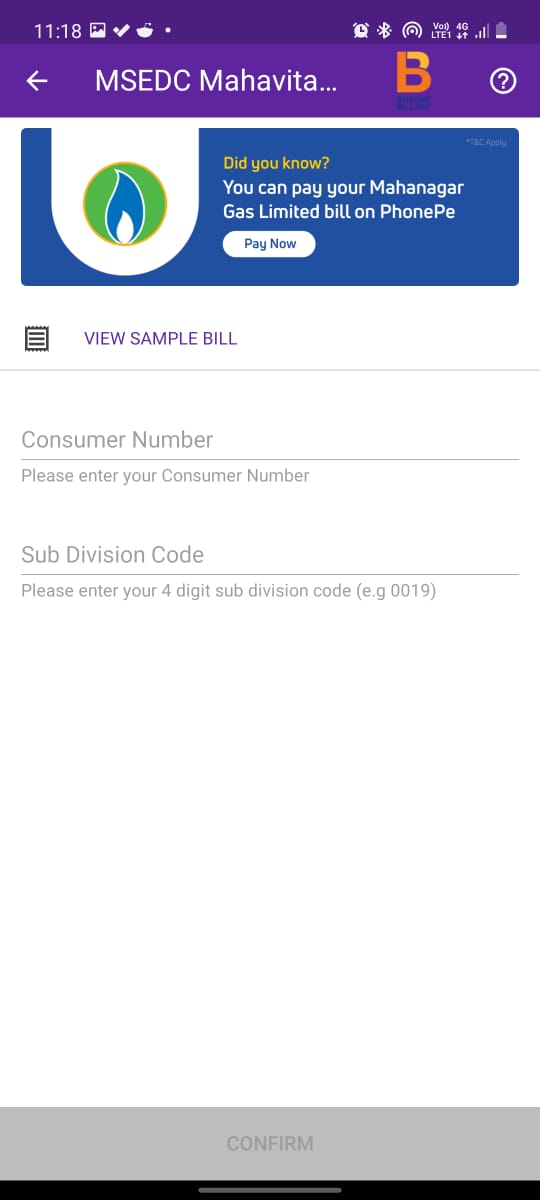 11:18
Vo)) 4G
LTE1
MSEDC Mahavita...
B
BHARAT
BILLPAY
*T&C Apply
Did you know?
You can pay your Mahanagar
Gas Limited bill on PhonePe
Pay Now
VIEW SAMPLE BILL
Consumer Number
Please enter your Consumer Number
Sub Division Code
Please enter your 4 digit sub division code (e.g 0019)
CONFIRM